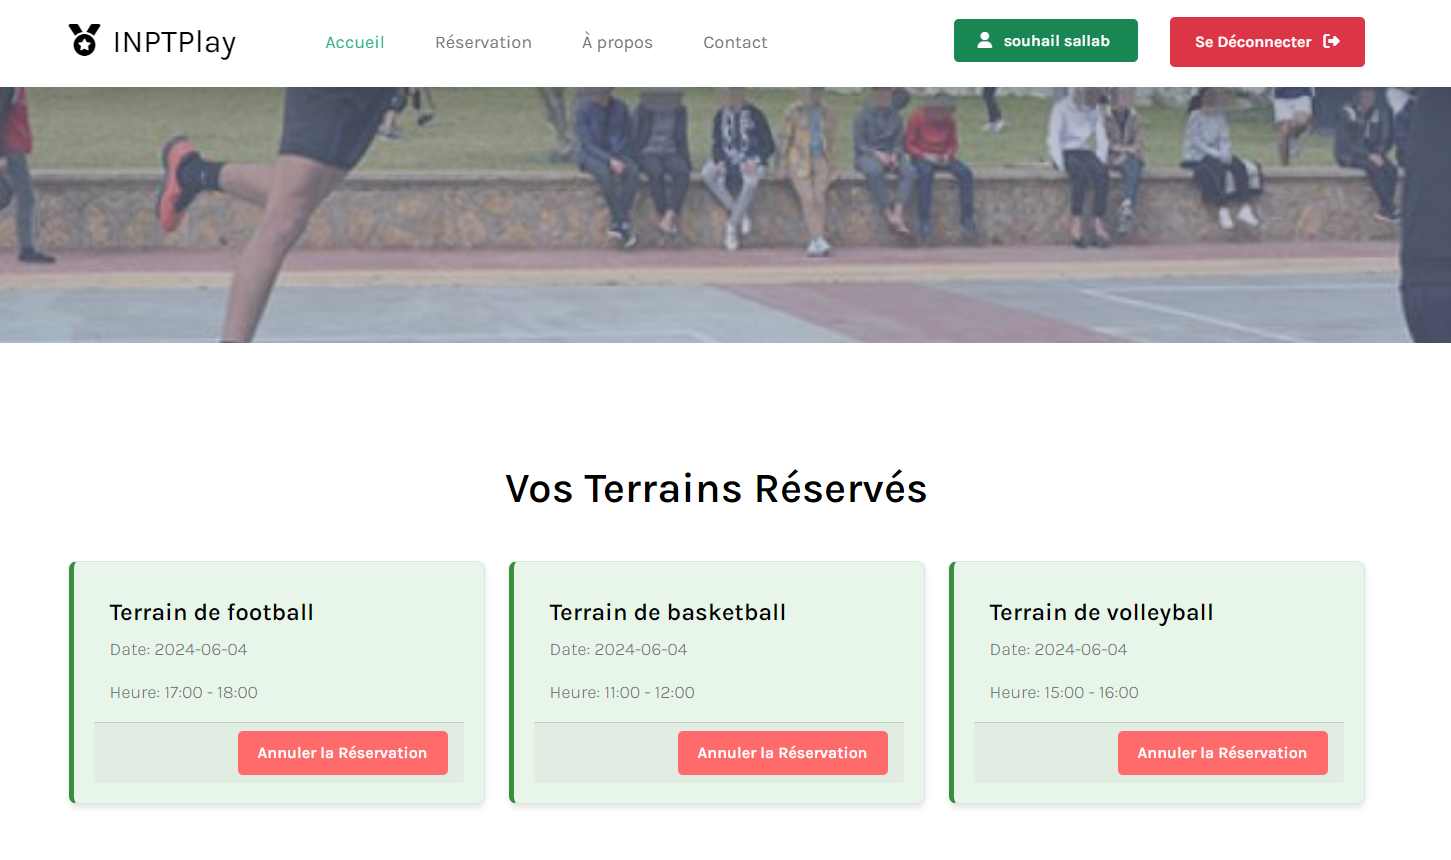 INPTPlay
Accueil
Réservation
À propos
Contact
souhail sallab
Se Déconnecter
Vos Terrains Réservés
Terrain de football
Date: 2024-06-04
Heure: 17:00 - 18:00
Annuler la Réservation
Terrain de basketball
Date: 2024-06-04
Heure: 11:00 - 12:00
Annuler la Réservation
Terrain de volleyball
Date: 2024-06-04
Heure: 15:00 - 16:00
Annuler la Réservation